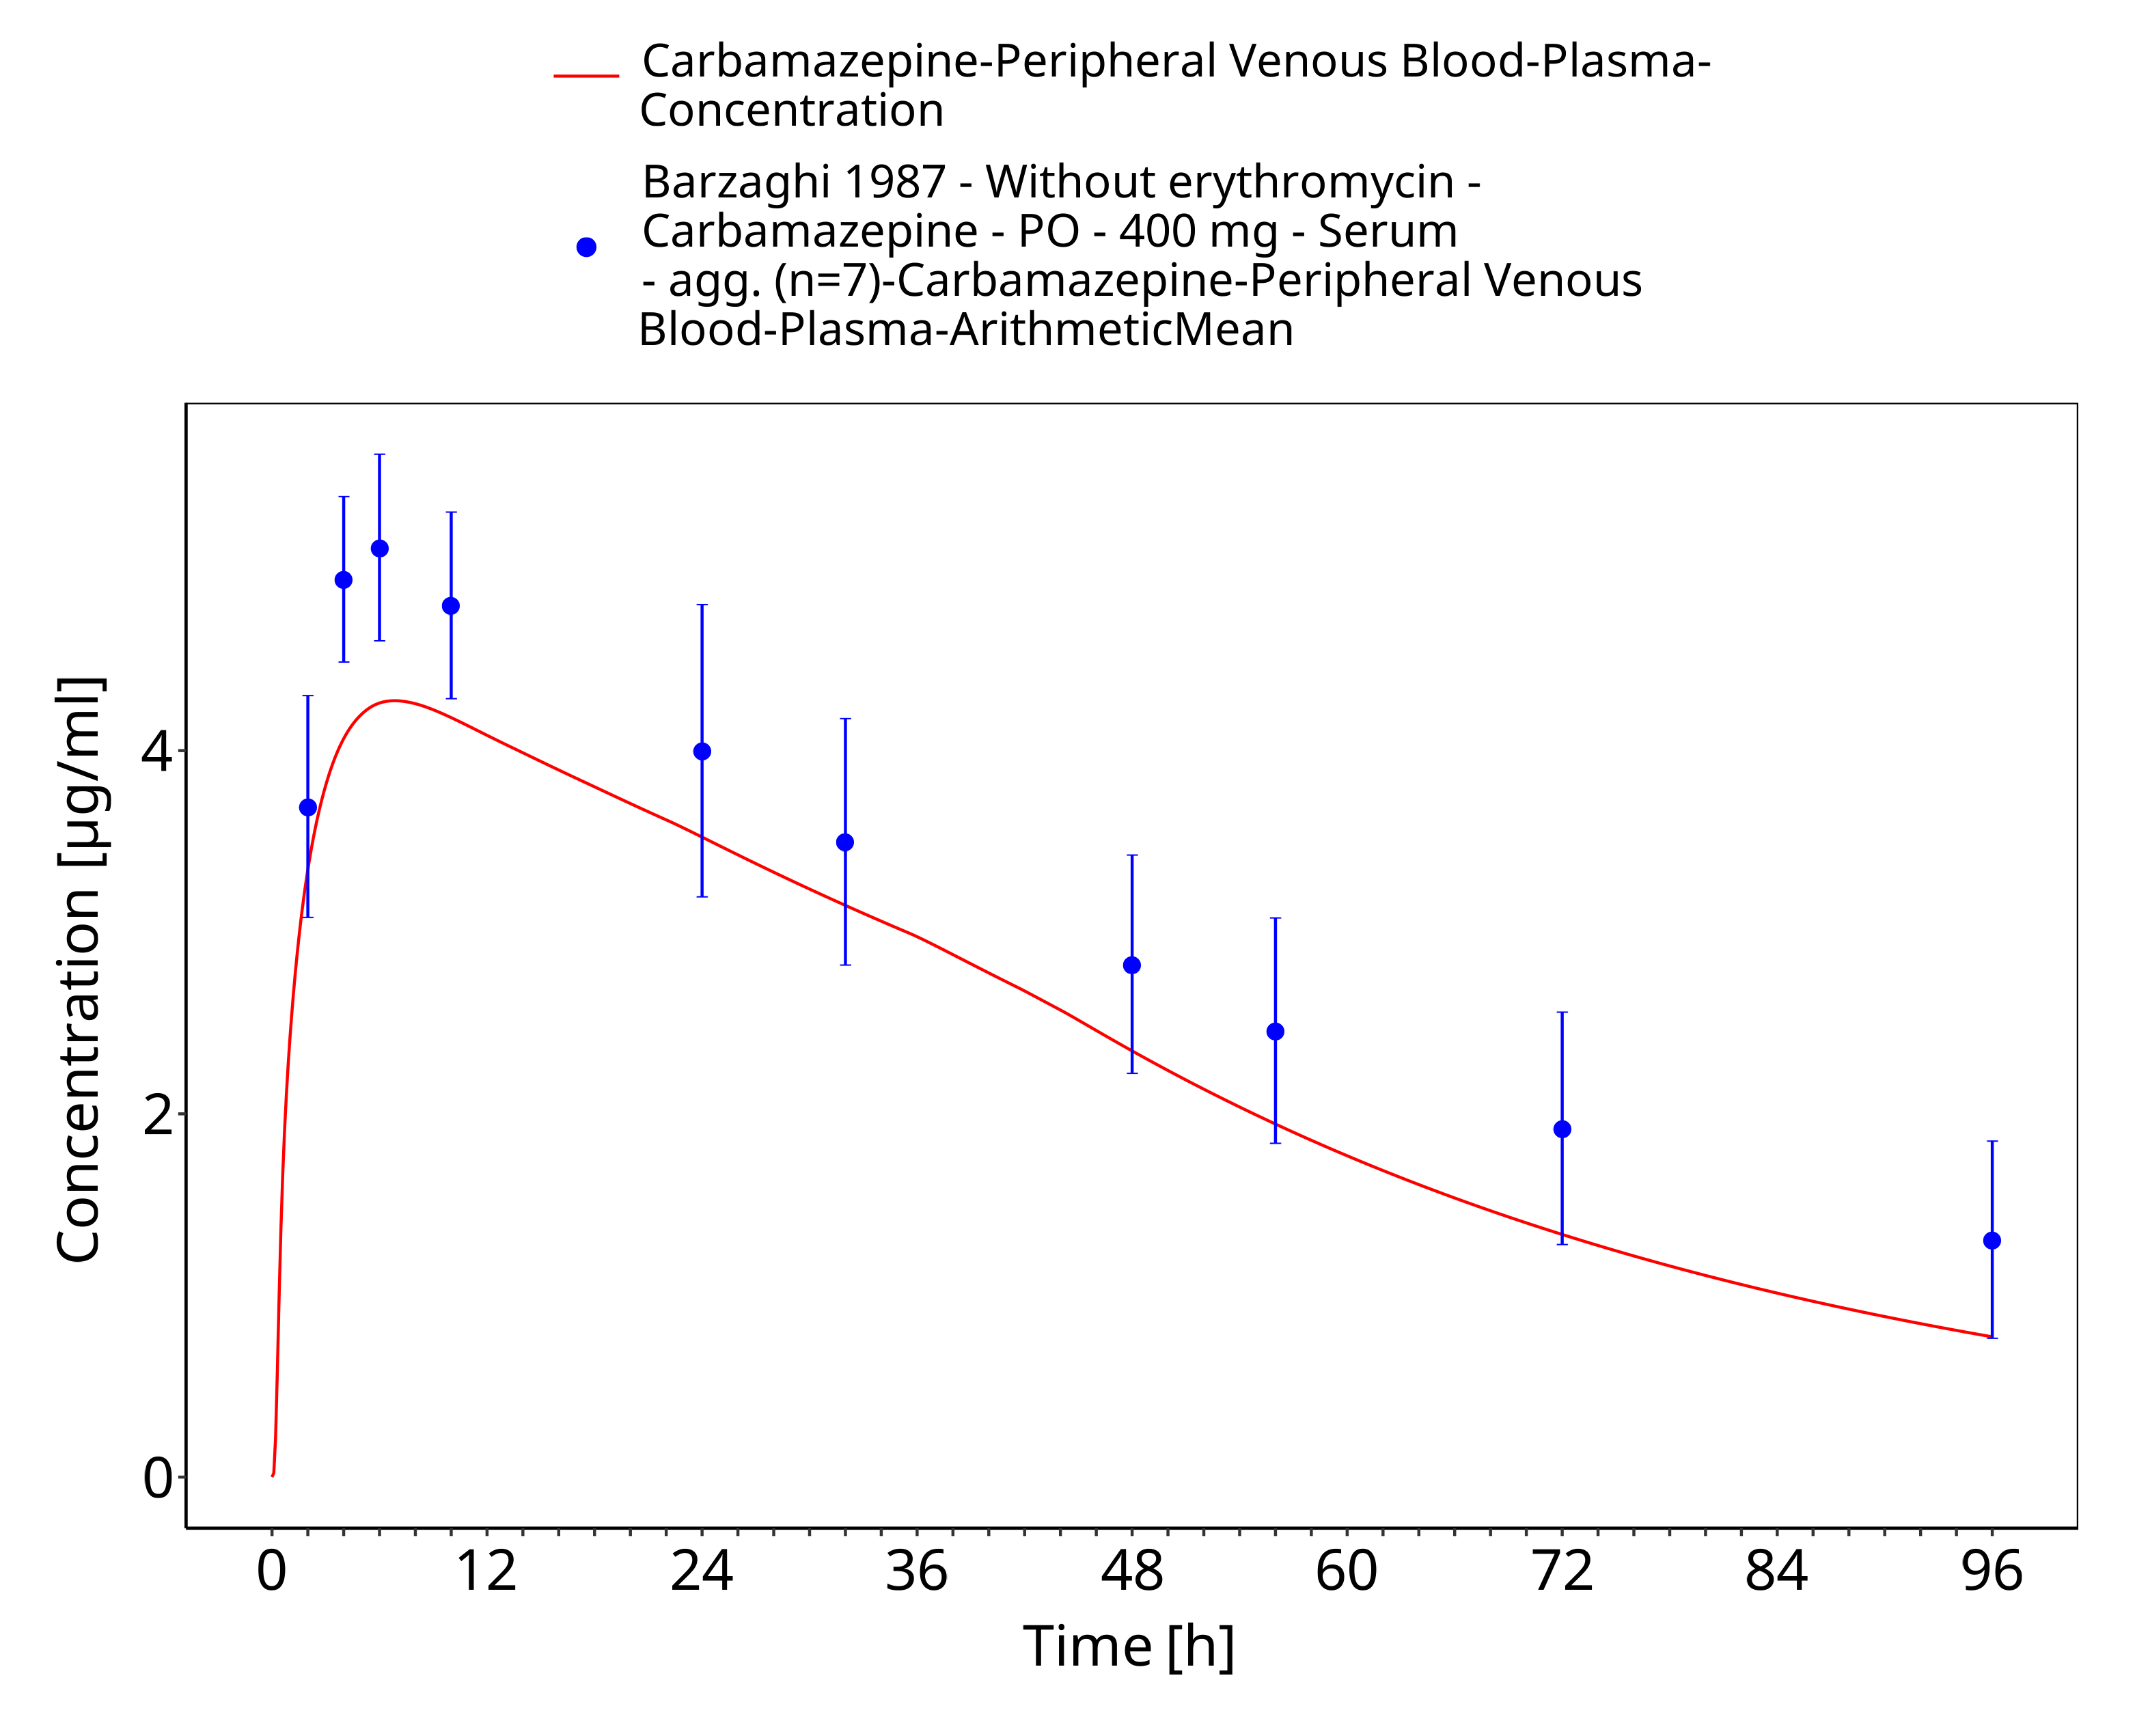 Carbamazepine-Peripheral Venous Blood-Plasma-
Concentration
Barzaghi 1987 - Without erythromycin -
Carbamazepine - PO - 400 mg - Serum
- agg. (n=7)-Carbamazepine-Peripheral Venous
Blood-Plasma-ArithmeticMean
Concentration [µg/ml]
4
2
0
0 12 24 36 48 60 72 84 96
Time [h]